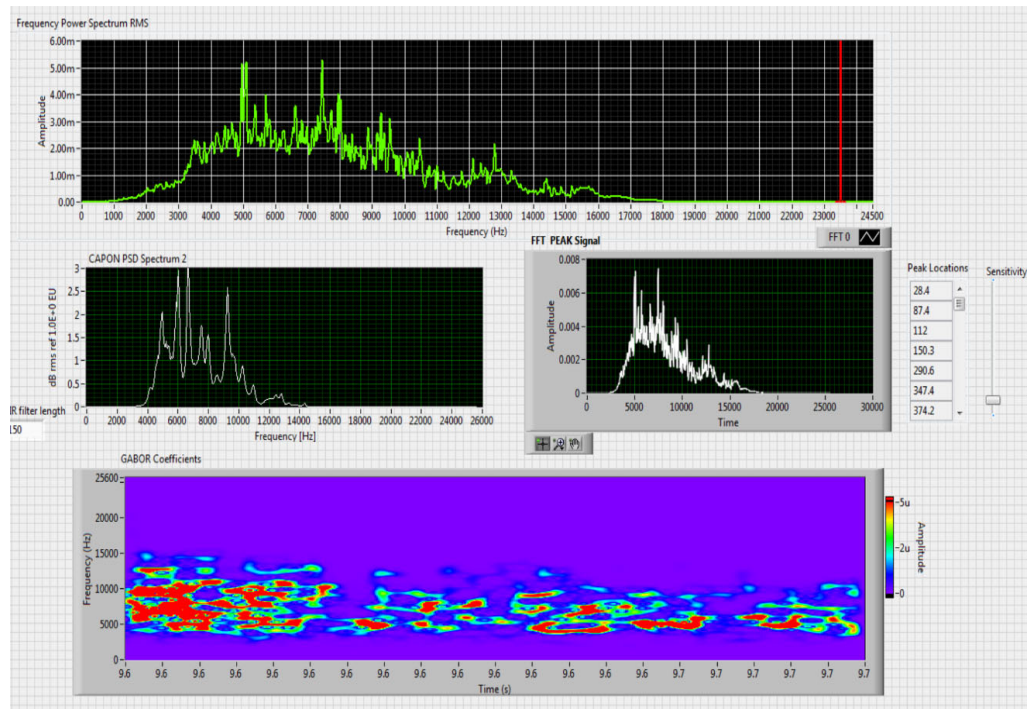 Frequency Power Spectrum RMS
6.00m
5.00m
4.00m
3.00m
2.00m
1.00m
0.00
Amplitude
0 1000 2000 3000 4000 5000 6000 7000 8000 9000 10000 11000 12000 13000 14000 15000 16000 17000 18000 19000 20000 21000 22000 23000 24500
Frequency (Hz)
FFT 0
CAPON PSD Spectrum 2
3
2.5
2
1.5
1
0.5
0
dB rms ref 1.0E+0 EU
0 2000 4000 6000 8000 10000 12000 14000 16000 18000 20000 22000 24000 26000
Frequency [Hz]
IR filter length
150
FFT PEAK Signal
0.008
0.006
0.004
0.002
0
Amplitude
0 5000 10000 15000 20000 25000 30000
Time
Peak Locations
28.4
87.4
112
150.3
290.6
347.4
374.2
Sensitivity
GABOR Coefficients
25600
20000
15000
10000
5000
0
Frequency (Hz)
9.6 9.6 9.6 9.6 9.6 9.6 9.6 9.6 9.6 9.6 9.6 9.6 9.6 9.6 9.6 9.7 9.7 9.7 9.7 9.7 9.7
Time (s)
5u
2u
0
Amplitude